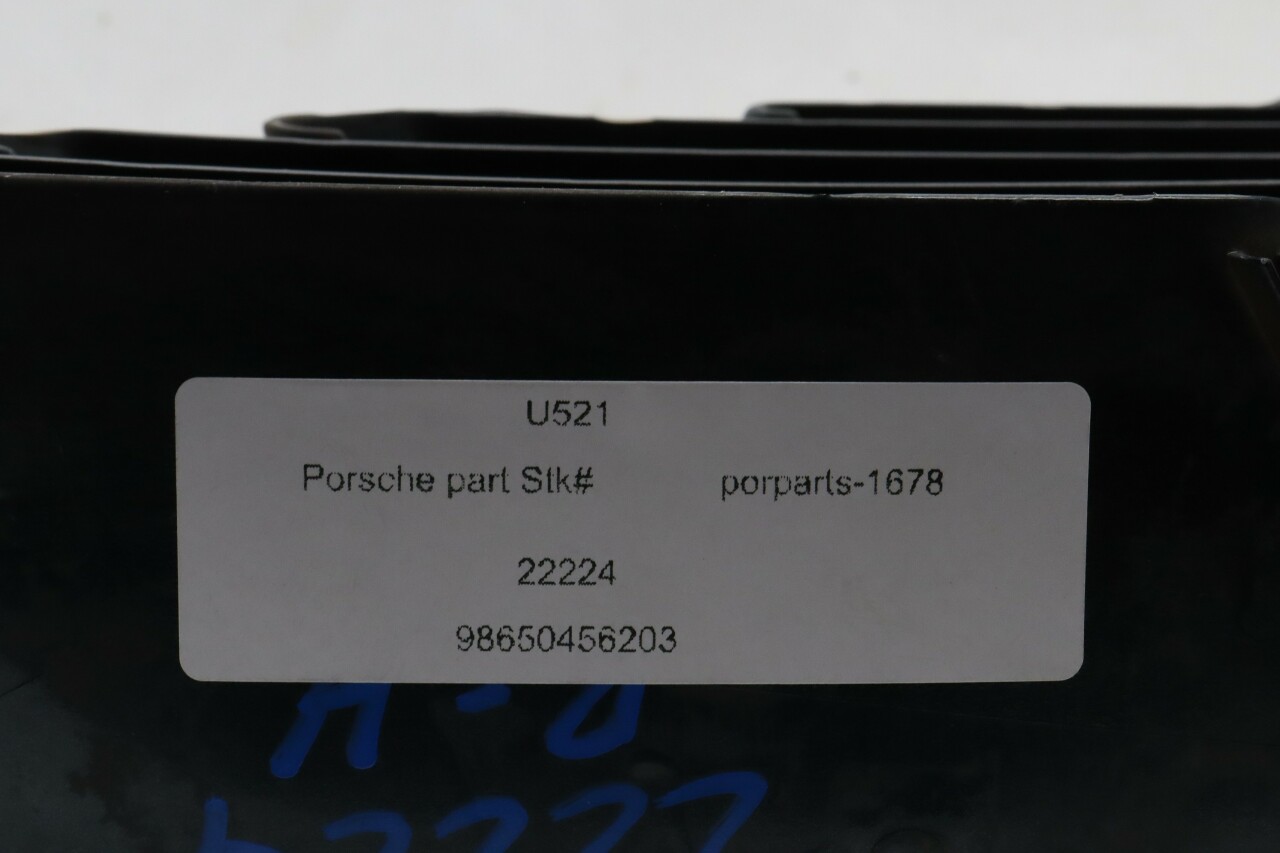 U521
Porsche part Stk# porparts-1678
22224
98650456203